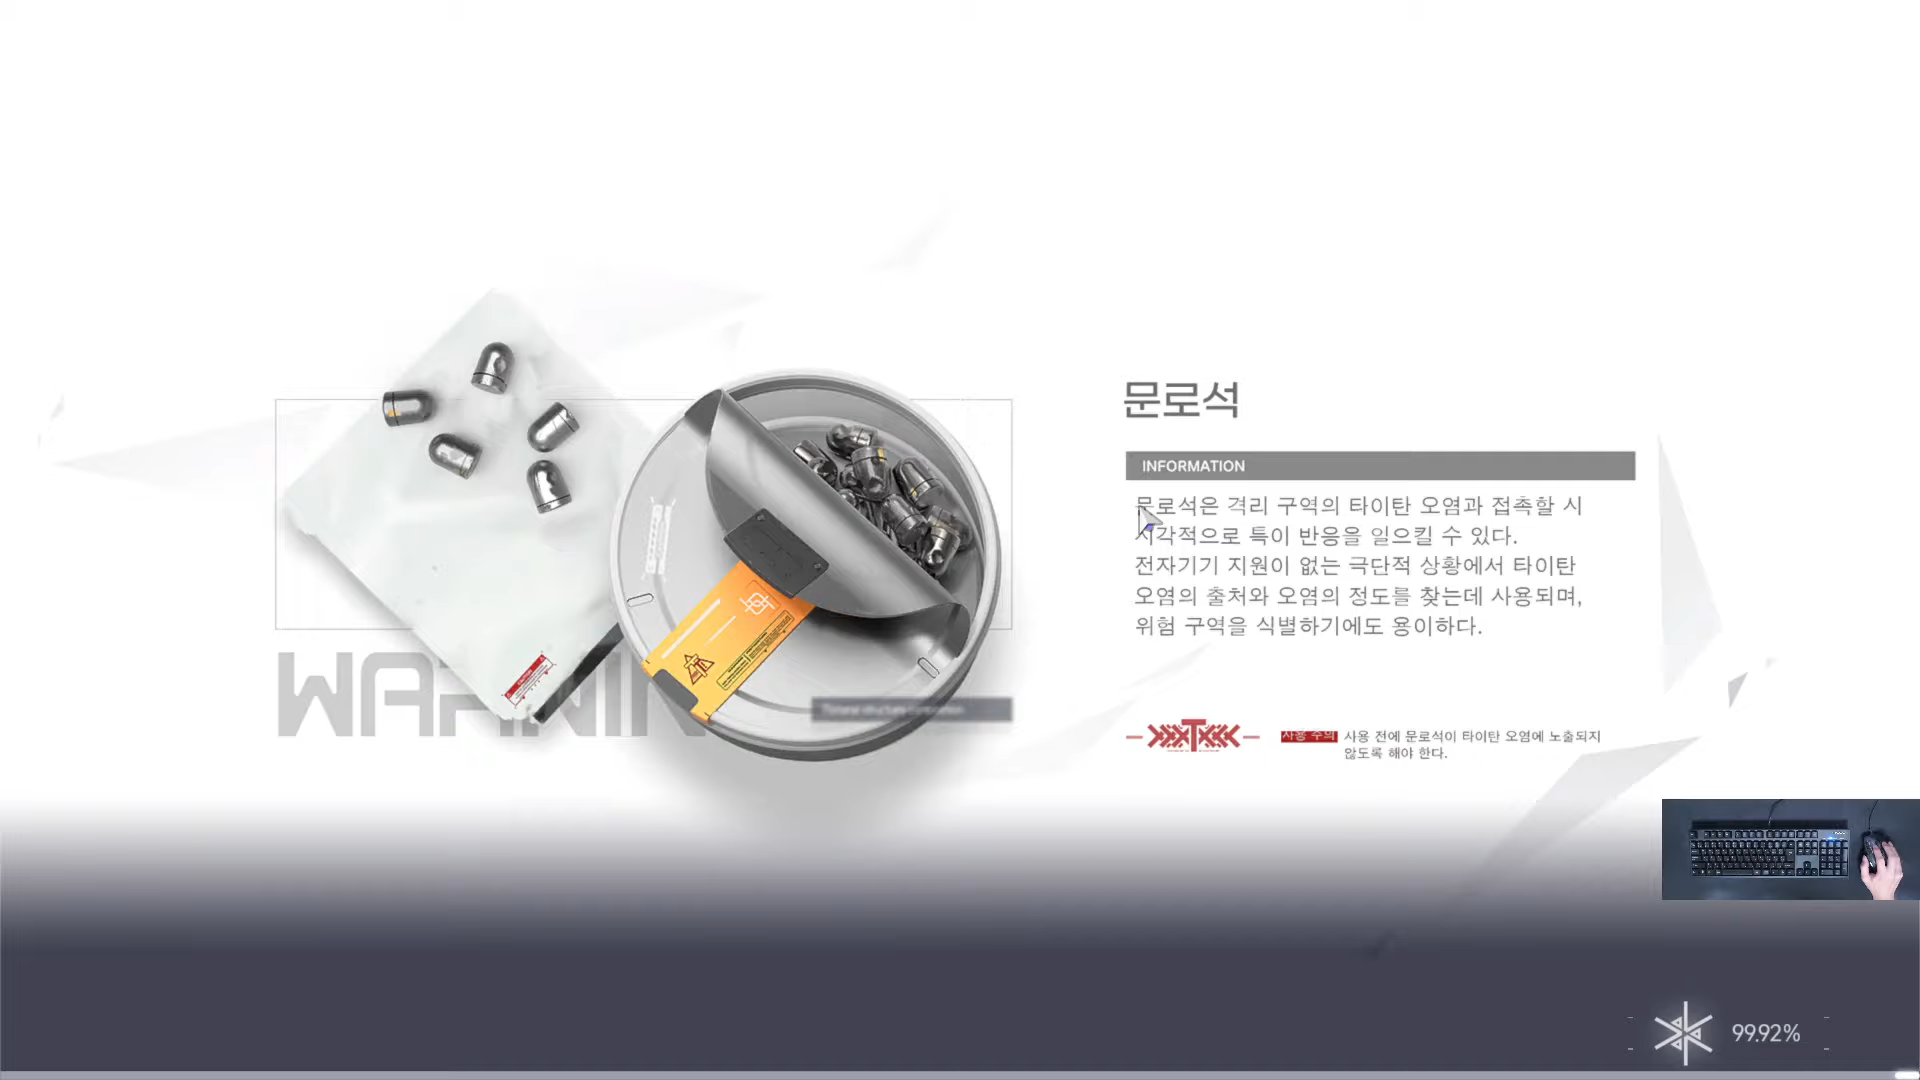 문로석
INFORMATION
문로석은 격리 구역의 타이탄 오염과 접촉할 시
시각적으로 특이 반응을 일으킬 수 있다.
전자기기 지원이 없는 극단적 상황에서 타이탄
오염의 출처와 오염의 정도를 찾는데 사용되며,
위험 구역을 식별하기에도 용이하다.
사용 주의 사용 전에 문로석이 타이탄 오염에 노출되지
않도록 해야 한다.
99.92%